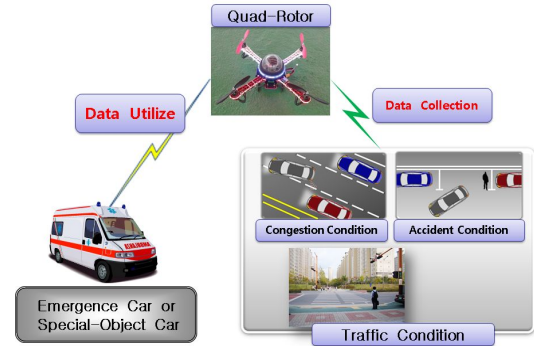 Quad-Rotor
Data Utilize
Data Collection
Congestion Condition
Accident Condition
Emergence Car or
Special-Object Car
Traffic Condition